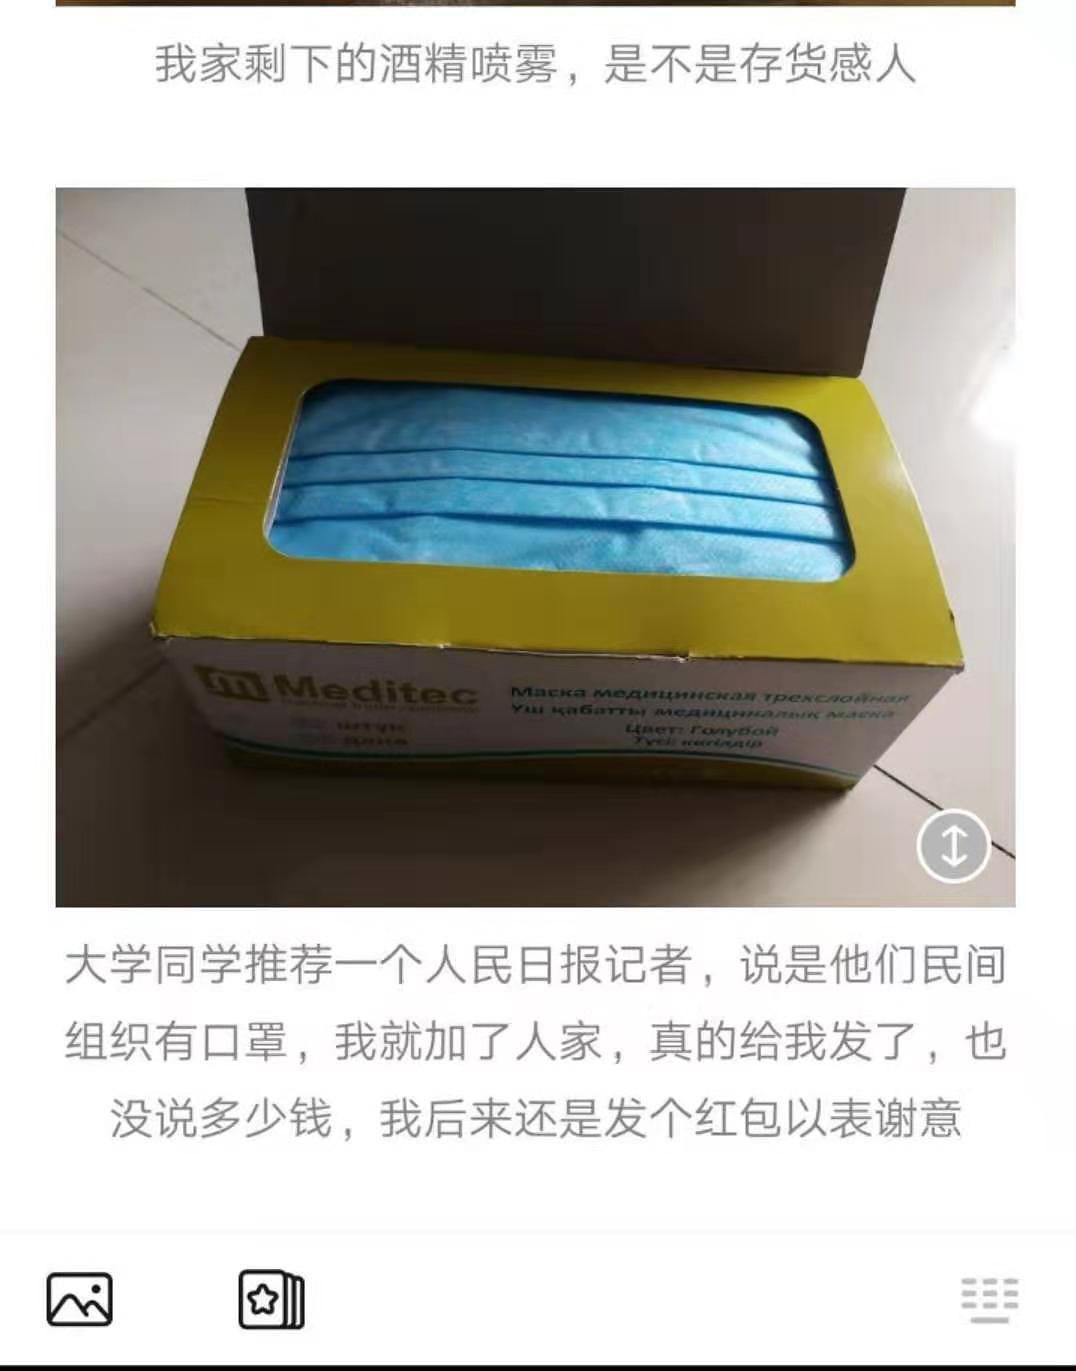 我家剩下的酒精喷雾，是不是存货感人
Meditec
Маска медицинская трехслойная
Үш қабатты медициналық маска
штук
Цвет: Голубой
дана
Түсі: көгілдір
大学同学推荐一个人民日报记者，说是他们民间
组织有口罩，我就加了人家，真的给我发了，也
没说多少钱，我后来还是发个红包以表谢意